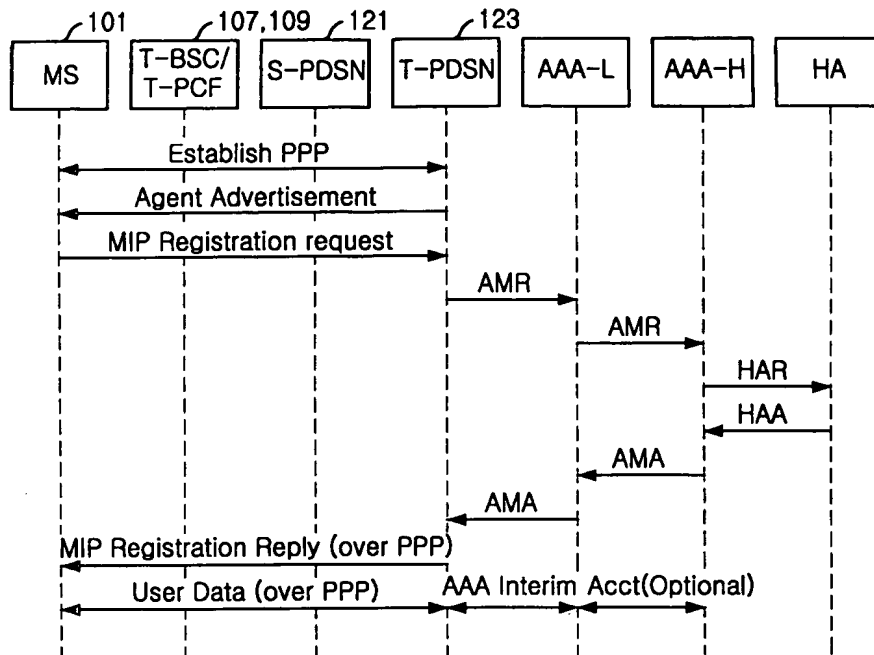 101 107,109 121 123
MS T-BSC/ T-PCF S-PDSN T-PDSN AAA-L AAA-H HA
Establish PPP
Agent Advertisement
MIP Registration request
AMR
AMR
HAR
HAA
AMA
AMA
MIP Registration Reply (over PPP)
User Data (over PPP) AAA Interim Acct(Optional)